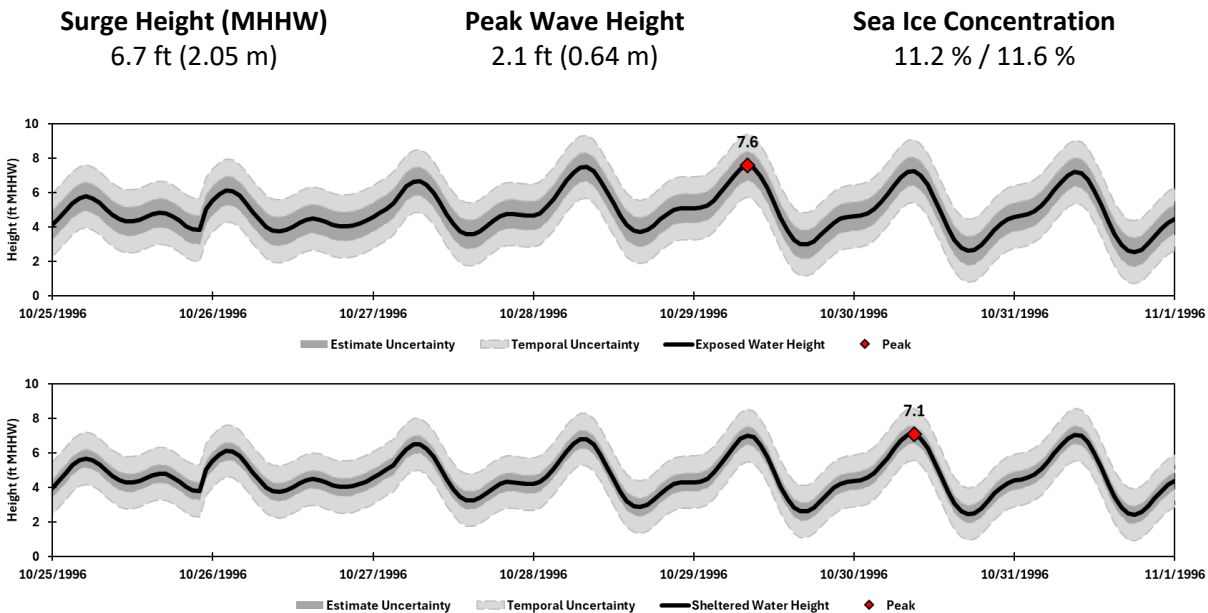 Surge Height (MHHW) Peak Wave Height Sea Ice Concentration
6.7 ft (2.05 m) 2.1 ft (0.64 m) 11.2 % / 11.6 %
10
8
6
4
2
0
Height (ft MHHW)
7.6
10/25/1996 10/26/1996 10/27/1996 10/28/1996 10/29/1996 10/30/1996 10/31/1996 11/1/1996
Estimate Uncertainty Temporal Uncertainty Exposed Water Height Peak
10
8
6
4
2
0
Height (ft MHHW)
7.1
10/25/1996 10/26/1996 10/27/1996 10/28/1996 10/29/1996 10/30/1996 10/31/1996 11/1/1996
Estimate Uncertainty Temporal Uncertainty Sheltered Water Height Peak